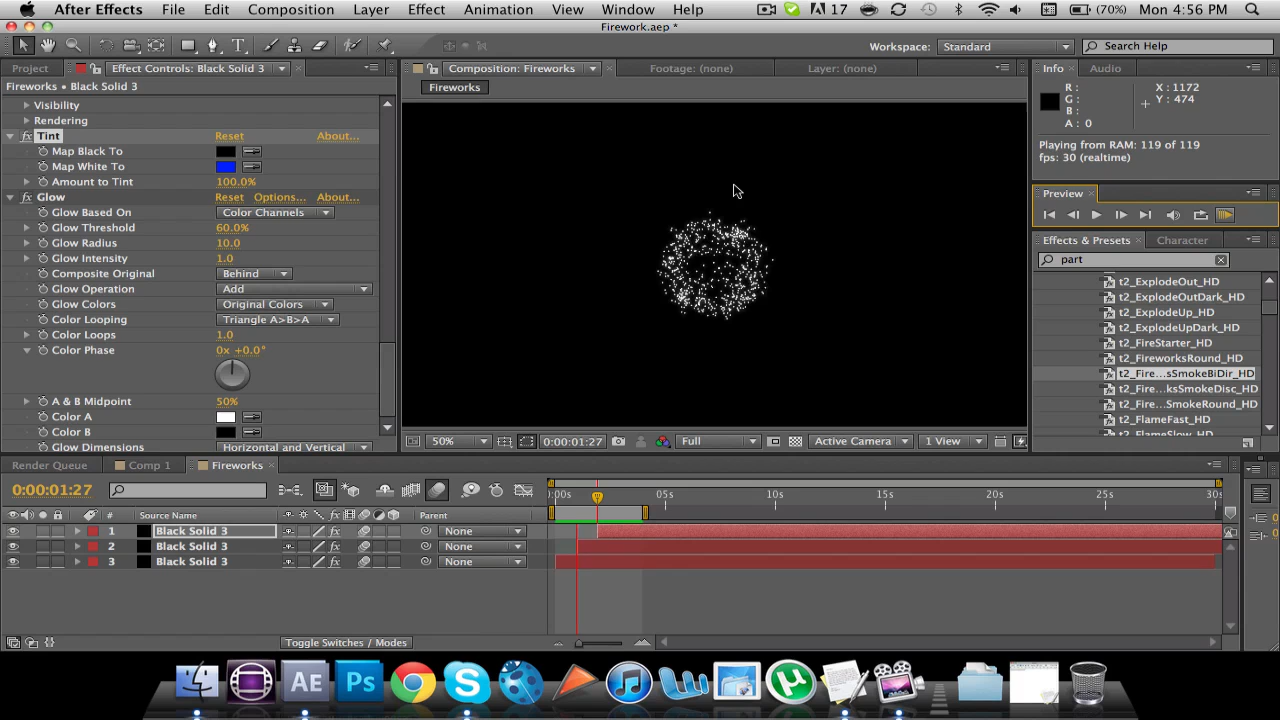 After Effects File Edit Composition Layer Effect Animation View Window Help 17 (70%) Mon 4:56 PM
Firework.aep *
Workspace: Standard Search Help
Project Effect Controls: Black Solid 3 Composition: Fireworks Footage: (none) Layer: (none) Info Audio
Fireworks • Black Solid 3 Fireworks
R: X: 1172
G: Y: 474
B:
A: 0
Playing from RAM: 119 of 119
fps: 30 (realtime)
Visibility
Rendering
fx Tint Reset About...
Map Black To
Map White To
Amount to Tint 100.0%
fx Glow Reset Options... About...
Glow Based On Color Channels
Glow Threshold 60.0%
Glow Radius 10.0
Glow Intensity 1.0
Composite Original Behind
Glow Operation Add
Glow Colors Original Colors
Color Looping Triangle A>B>A
Color Loops 1.0
Color Phase 0x +0.0°
A & B Midpoint 50%
Color A
Color B
Glow Dimensions Horizontal and Vertical
Preview
Effects & Presets Character
part
t2_ExplodeOut_HD
t2_ExplodeOutDark_HD
t2_ExplodeUp_HD
t2_ExplodeUpDark_HD
t2_FireStarter_HD
t2_FireworksRound_HD
t2_Fire...sSmokeBiDir_HD
t2_Fire...ksSmokeDisc_HD
t2_Fire...SmokeRound_HD
t2_FlameFast_HD
t2_FlameSlow_HD
50% 0:00:01:27 Full Active Camera 1 View
Render Queue Comp 1 Fireworks
0:00:01:27
:00s 05s 10s 15s 20s 25s 30s
# Source Name fx Parent
1 Black Solid 3 fx None
2 Black Solid 3 fx None
3 Black Solid 3 fx None
Toggle Switches / Modes
AE Ps